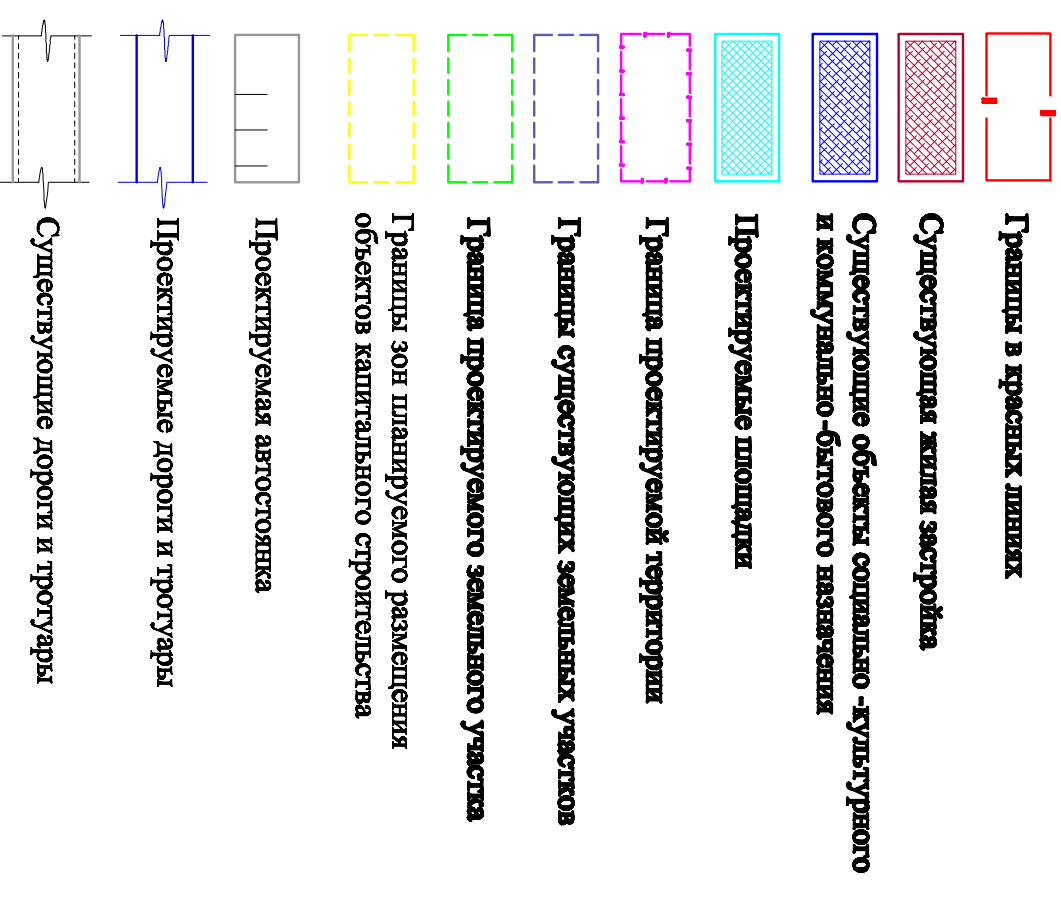 Границы в красных линиях
Существующая жилая застройка
Существующие объекты социально -культурного
и коммунально-бытового назначения
Проектируемые площадки
Граница проектируемой территории
Границы существующих земельных участков
Граница проектируемого земельного участка
Границы зон планируемого размещения
объектов капитального строительства
Проектируемая автостоянка
Проектируемые дороги и тротуары
Существующие дороги и тротуары